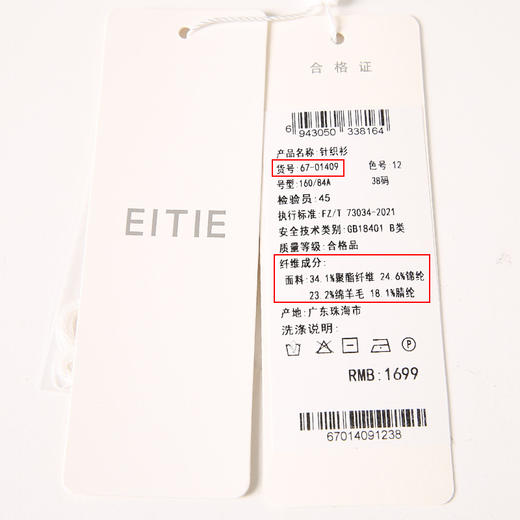 EITIE
合格证
6 943050 338164
产品名称:针织衫
货号:67-01409 色号:12
号型:160/84A 38码
检验员:45
执行标准:FZ/T 73034-2021
安全技术类别:GB18401 B类
质量等级:合格品
纤维成分:
面料:34.1%聚酯纤维 24.6%锦纶
23.2%绵羊毛 18.1%腈纶
产地:广东珠海市
洗涤说明:
RMB:1699
67014091238